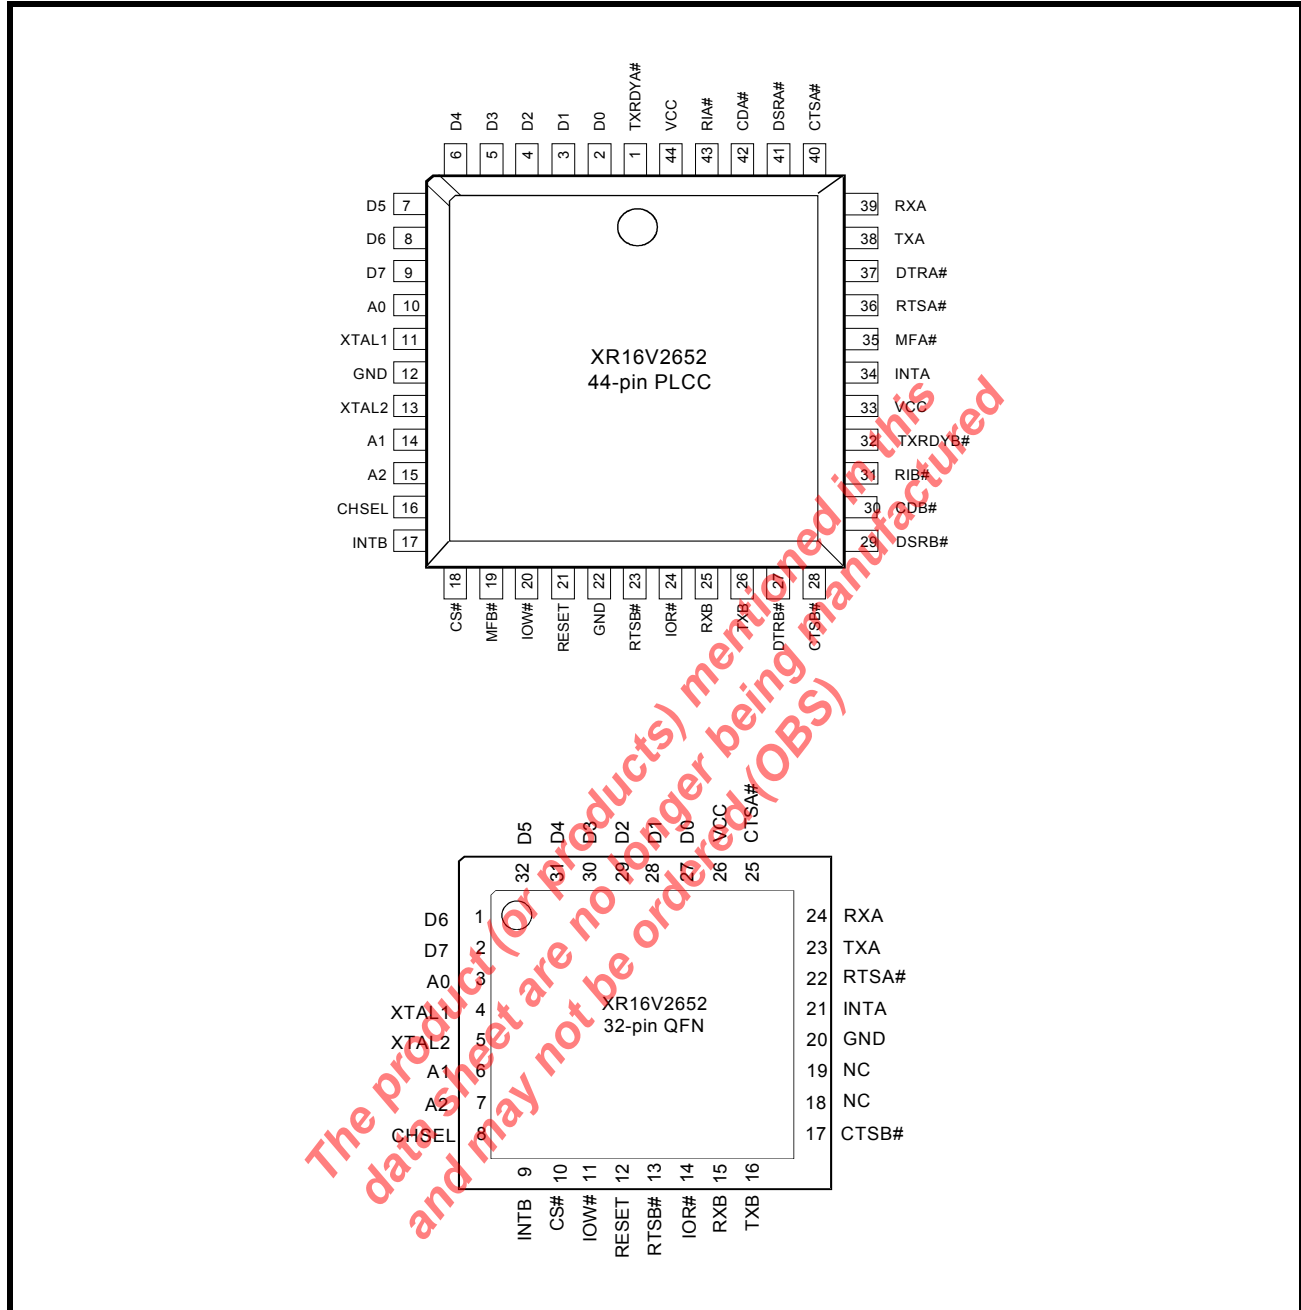 D4 D3 D2 D1 D0 TXRDYA# VCC RIA# CDA# DSRA# CTSA#
6 5 4 3 2 1 44 43 42 41 40
D5 7 39 RXA
D6 8 38 TXA
D7 9 37 DTRA#
A0 10 36 RTSA#
XTAL1 11 35 MFA#
XR16V2652
44-pin PLCC
GND 12 34 INTA
XTAL2 13 33 VCC
A1 14 32 TXRDYB#
A2 15 31 RIB#
CHSEL 16 30 CDB#
INTB 17 29 DSRB#
18 19 20 21 22 23 24 25 26 27 28
CS# MFB# IOW# RESET GND RTSB# IOR# RXB TXB DTRB# CTSB#
D5 D4 D3 D2 D1 D0 VCC CTSA#
32 31 30 29 28 27 26 25
D6 1 24 RXA
D7 2 23 TXA
A0 3 22 RTSA#
XTAL1 4 21 INTA
XR16V2652
32-pin QFN
XTAL2 5 20 GND
A1 6 19 NC
A2 7 18 NC
CHSEL 8 17 CTSB#
9 10 11 12 13 14 15 16
INTB CS# IOW# RESET RTSB# IOR# RXB TXB
The product (or products) mentioned in this
data sheet are no longer being manufactured
and may not be ordered (OBS)